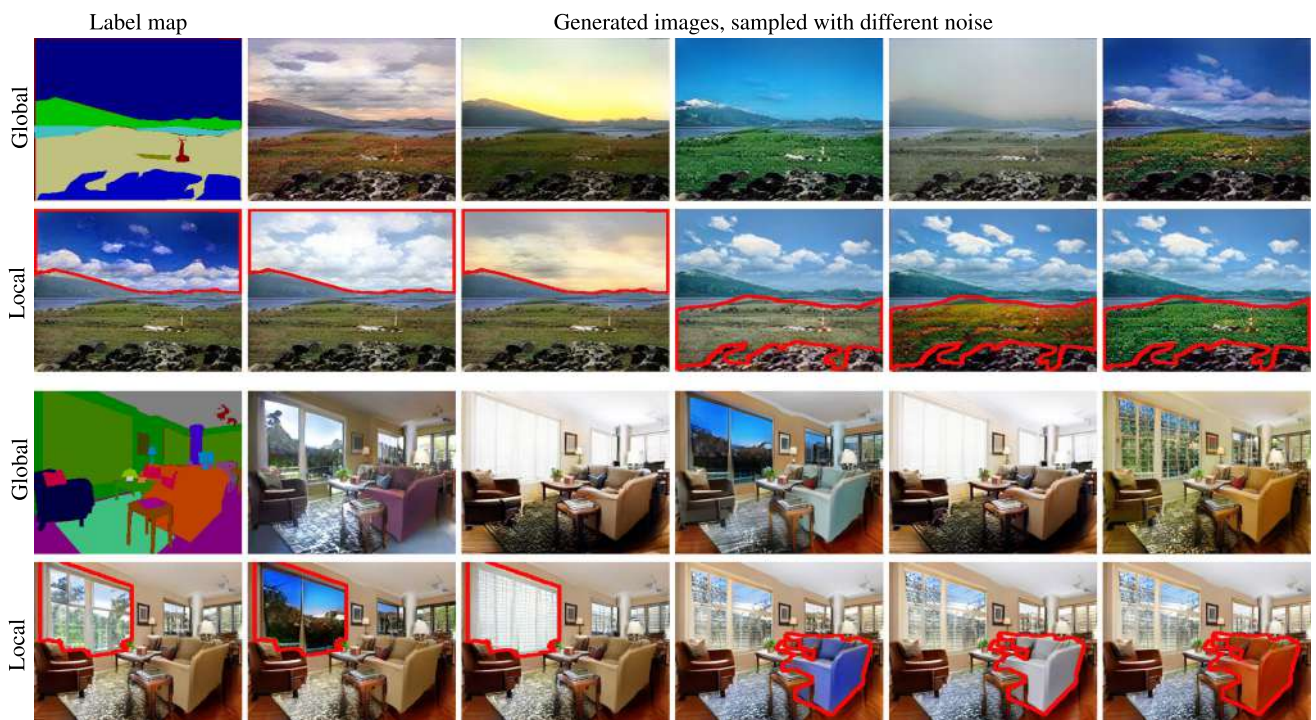 Label map
Generated images, sampled with different noise
Global
Local
Global
Local